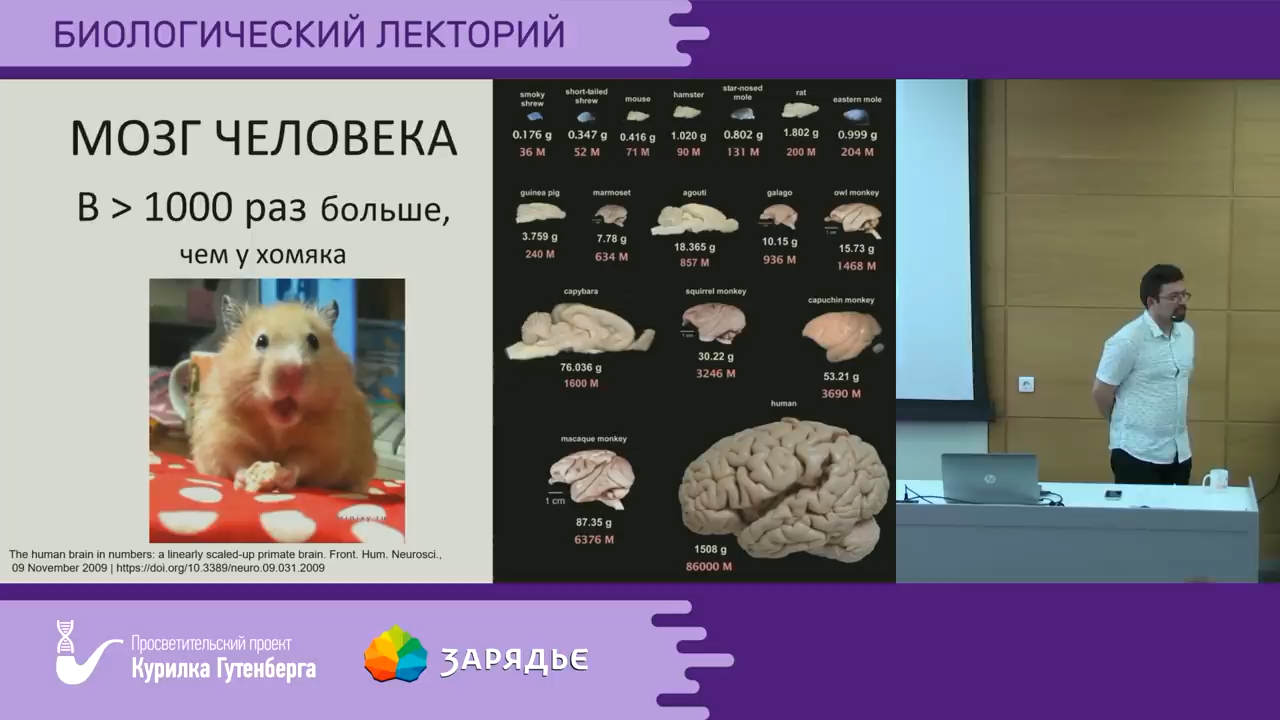 БИОЛОГИЧЕСКИЙ ЛЕКТОРИЙ
МОЗГ ЧЕЛОВЕКА
В > 1000 раз больше,
чем у хомяка
The human brain in numbers: a linearly scaled-up primate brain. Front. Hum. Neurosci.,
09 November 2009 | https://doi.org/10.3389/neuro.09.031.2009
smoky
shrew
0.176 g
36 M
short-tailed
shrew
0.347 g
52 M
mouse
0.416 g
71 M
hamster
1.020 g
90 M
star-nosed
mole
0.802 g
131 M
rat
1.802 g
200 M
eastern mole
0.999 g
204 M
guinea pig
3.759 g
240 M
marmoset
7.78 g
634 M
agouti
18.365 g
857 M
galago
10.15 g
936 M
owl monkey
15.73 g
1468 M
capybara
76.036 g
1600 M
squirrel monkey
30.22 g
3246 M
capuchin monkey
53.21 g
3690 M
macaque monkey
1 cm
87.35 g
6376 M
human
1508 g
86000 M
hp
Просветительский проект
Курилка Гутенберга
ЗАРЯДЬЕ